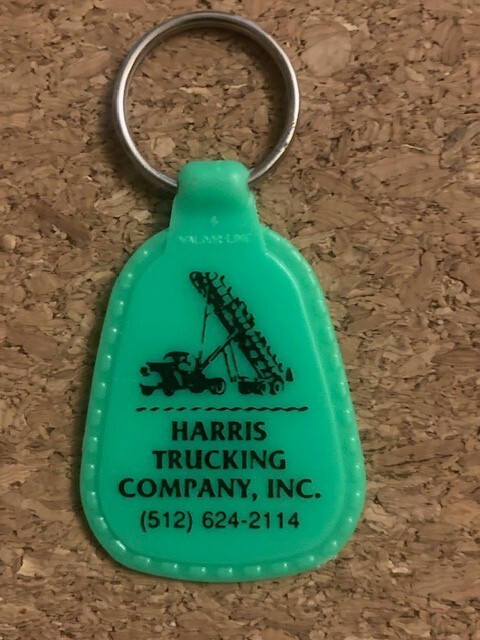 HARRIS
TRUCKING
COMPANY, INC.
(512) 624-2114